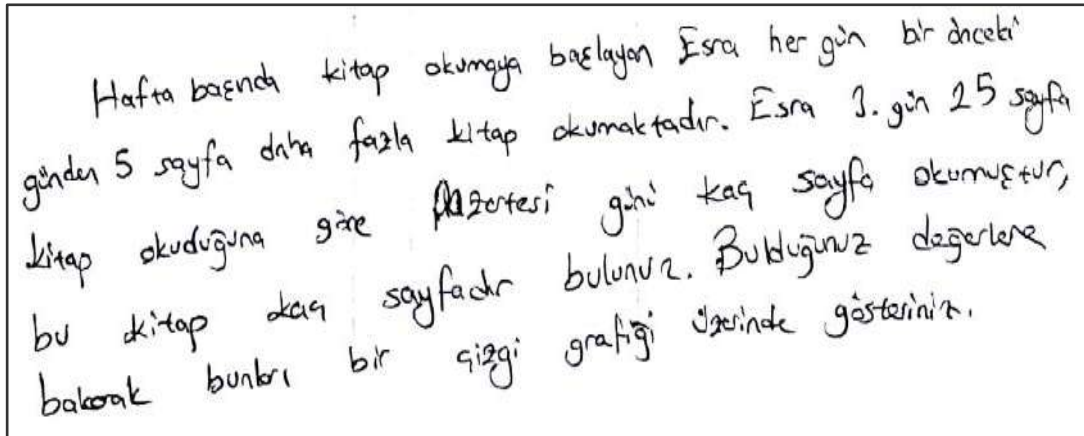 Hafta başında kitap okumaya başlayan Esra her gün bir önceki
günden 5 sayfa daha fazla kitap okumaktadır. Esra 3. gün 25 sayfa
kitap okuduğuna göre Pazertesi günü kaç sayfa okumuştur,
bu kitap kaç sayfadır bulunuz. Bulduğunuz değerlere
bakarak bunları bir çizgi grafiği üzerinde gösteriniz.